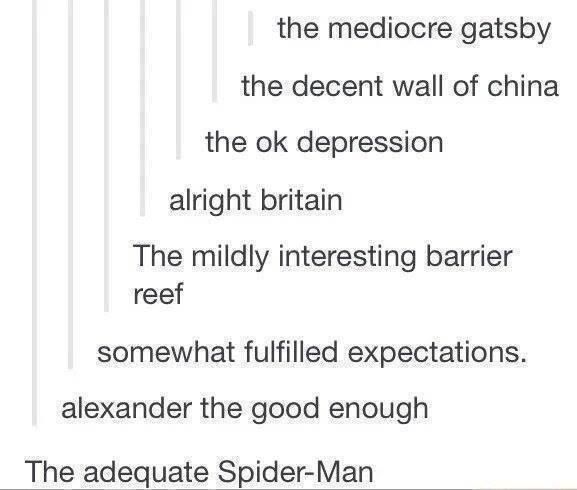 the mediocre gatsby
the decent wall of china
the ok depression
alright britain
The mildly interesting barrier
reef
somewhat fulfilled expectations.
alexander the good enough
The adequate Spider-Man